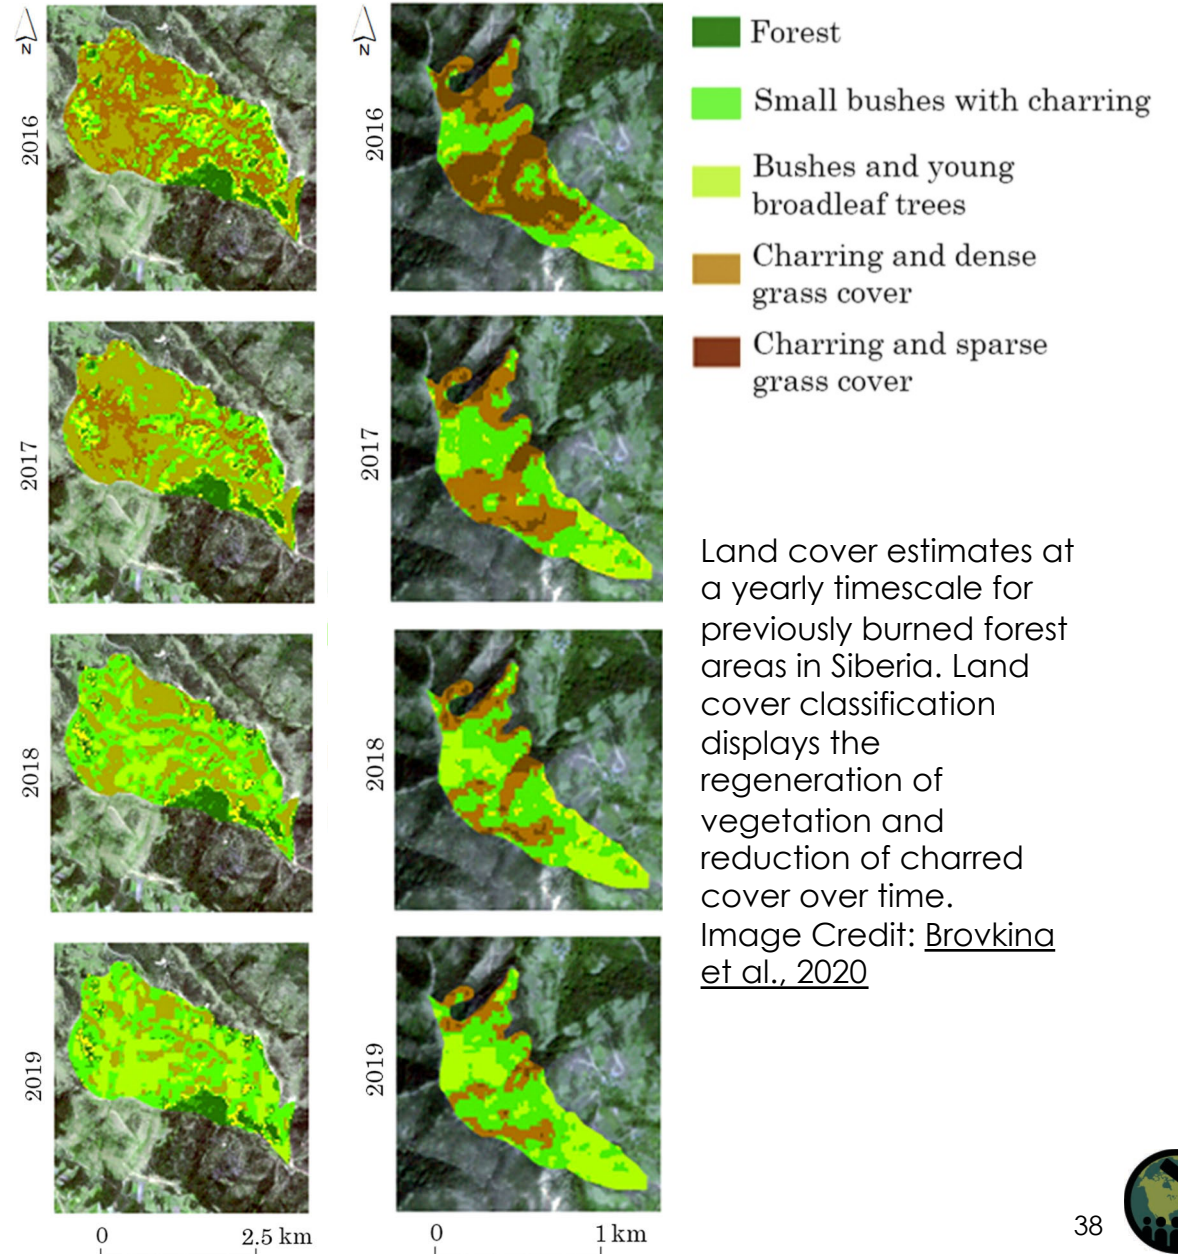 N
N
2016
2016
2017
2017
2018
2018
2019
2019
0
2.5 km
0
1 km
Forest
Small bushes with charring
Bushes and young
broadleaf trees
Charring and dense
grass cover
Charring and sparse
grass cover
Land cover estimates at
a yearly timescale for
previously burned forest
areas in Siberia. Land
cover classification
displays the
regeneration of
vegetation and
reduction of charred
cover over time.
Image Credit: Brovkina
et al., 2020
38